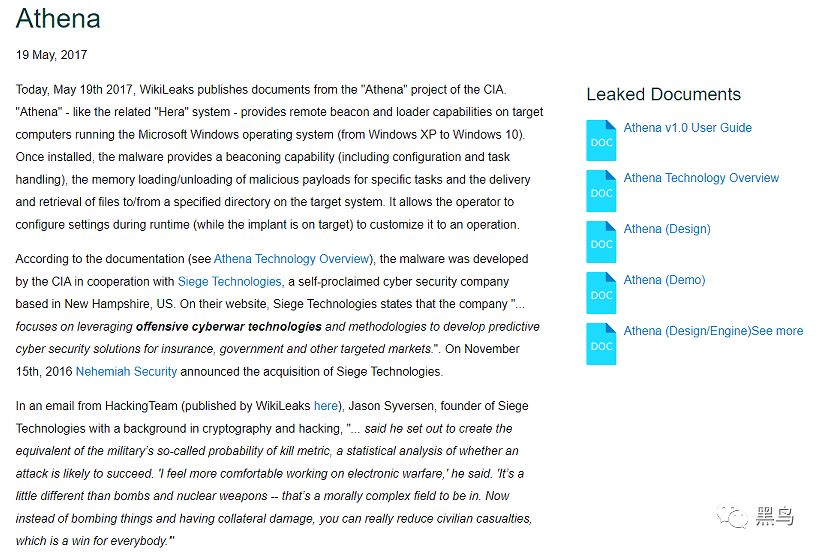 Athena
19 May, 2017
Today, May 19th 2017, WikiLeaks publishes documents from the "Athena" project of the CIA.
"Athena" - like the related "Hera" system - provides remote beacon and loader capabilities on target
computers running the Microsoft Windows operating system (from Windows XP to Windows 10).
Once installed, the malware provides a beaconing capability (including configuration and task
handling), the memory loading/unloading of malicious payloads for specific tasks and the delivery
and retrieval of files to/from a specified directory on the target system. It allows the operator to
configure settings during runtime (while the implant is on target) to customize it to an operation.
According to the documentation (see Athena Technology Overview), the malware was developed
by the CIA in cooperation with Siege Technologies, a self-proclaimed cyber security company
based in New Hampshire, US. On their website, Siege Technologies states that the company "...
focuses on leveraging offensive cyberwar technologies and methodologies to develop predictive
cyber security solutions for insurance, government and other targeted markets.". On November
15th, 2016 Nehemiah Security announced the acquisition of Siege Technologies.
In an email from HackingTeam (published by WikiLeaks here), Jason Syversen, founder of Siege
Technologies with a background in cryptography and hacking, "... said he set out to create the
equivalent of the military's so-called probability of kill metric, a statistical analysis of whether an
attack is likely to succeed. 'I feel more comfortable working on electronic warfare,' he said. 'It's a
little different than bombs and nuclear weapons -- that's a morally complex field to be in. Now
instead of bombing things and having collateral damage, you can really reduce civilian casualties,
which is a win for everybody.'"
Leaked Documents
DOC Athena v1.0 User Guide
DOC Athena Technology Overview
DOC Athena (Design)
DOC Athena (Demo)
DOC Athena (Design/Engine)See more
黑鸟